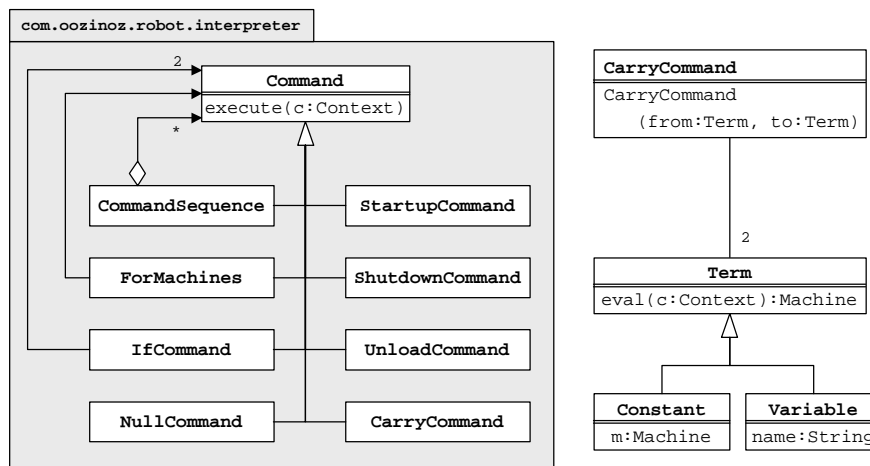 com.oozinoz.robot.interpreter
2
Command
execute(c:Context)
*
CommandSequence
StartupCommand
ForMachines
ShutdownCommand
IfCommand
UnloadCommand
NullCommand
CarryCommand
CarryCommand
CarryCommand
(from:Term, to:Term)
2
Term
eval(c:Context):Machine
Constant
m:Machine
Variable
name:String